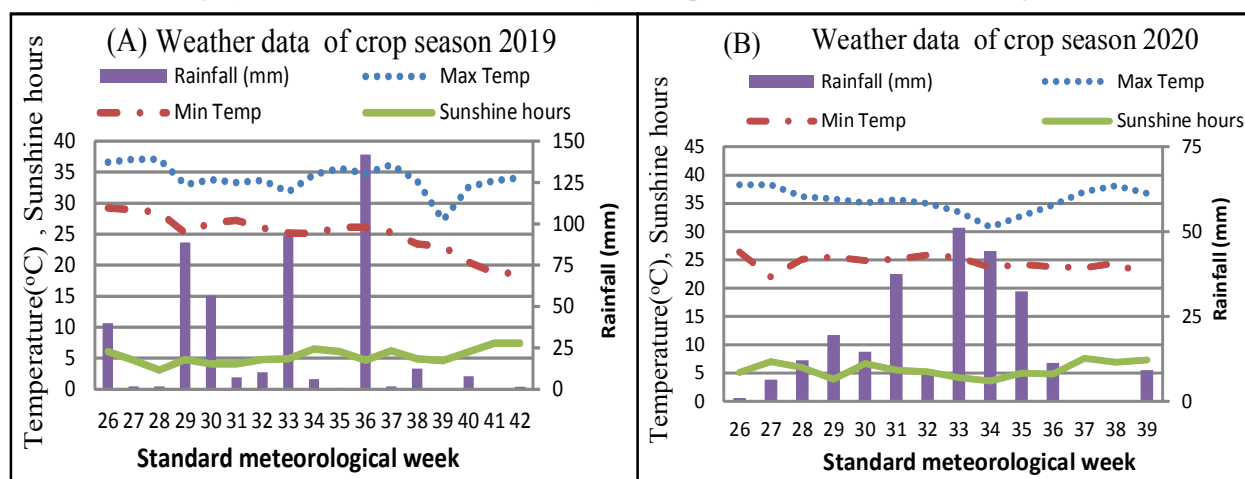 (A) Weather data of crop season 2019
Rainfall (mm)
Max Temp
Min Temp
Sunshine hours
Temperature(°C) , Sunshine hours
40
35
30
25
20
15
10
5
0
150
125
100
75
50
25
0
Rainfall (mm)
26 27 28 29 30 31 32 33 34 35 36 37 38 39 40 41 42
Standard meteorological week
(B) Weather data of crop season 2020
Rainfall (mm)
Max Temp
Min Temp
Sunshine hours
Temperature(°C), Sunshine hours
45
40
35
30
25
20
15
10
5
0
75
50
25
0
Rainfall (mm)
26 27 28 29 30 31 32 33 34 35 36 37 38 39
Standard meteorological week